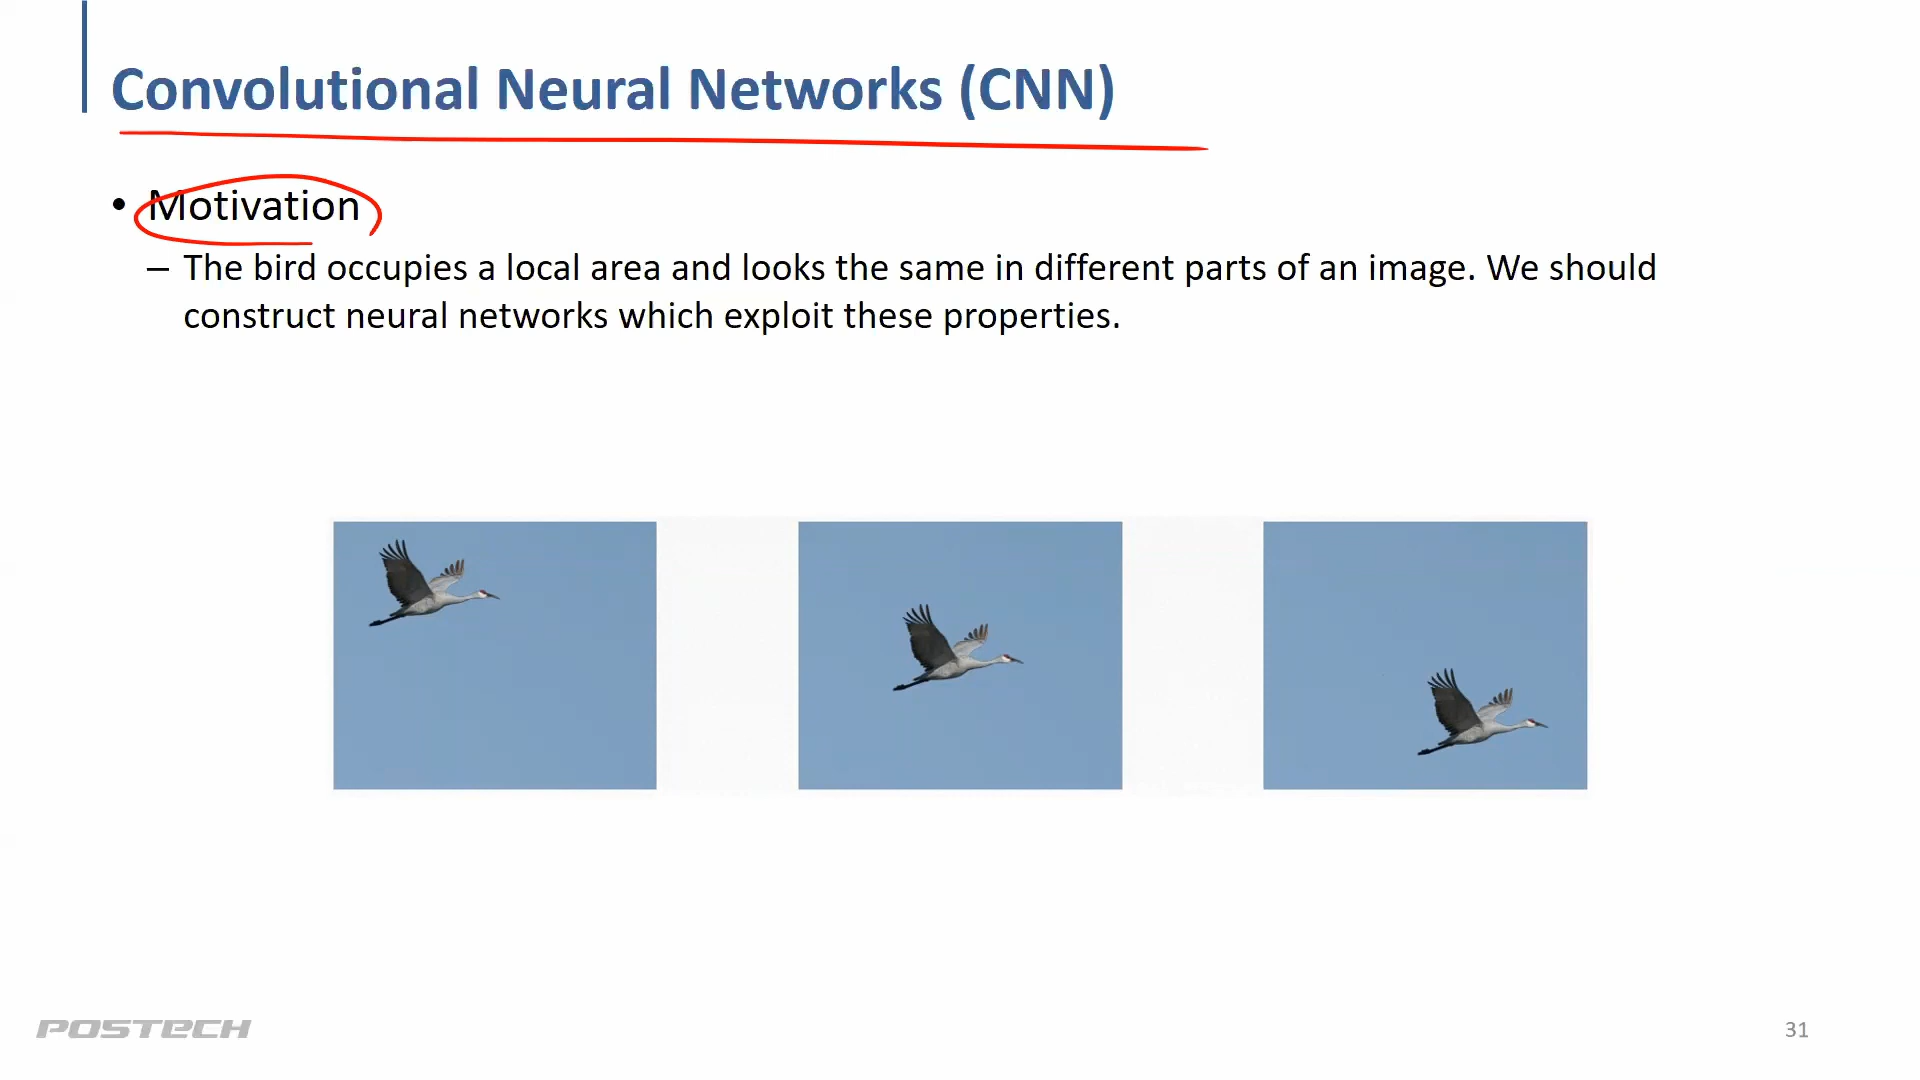 Convolutional Neural Networks (CNN)
• Motivation
– The bird occupies a local area and looks the same in different parts of an image. We should
construct neural networks which exploit these properties.
POSTECH
31